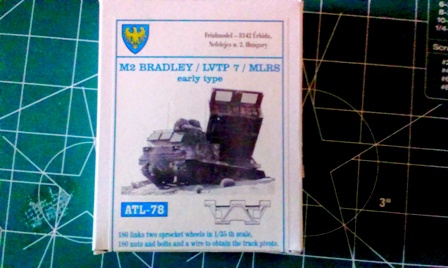 Friulmodel - 8142 Úrhida,
Nefelejcs u. 2. Hungary
M2 BRADLEY / LVTP 7 / MLRS
early type
ATL-78
186 links two sprocket wheels in 1/35 th scale,
180 nuts and bolts and a wire to obtain the track pivots.
3"